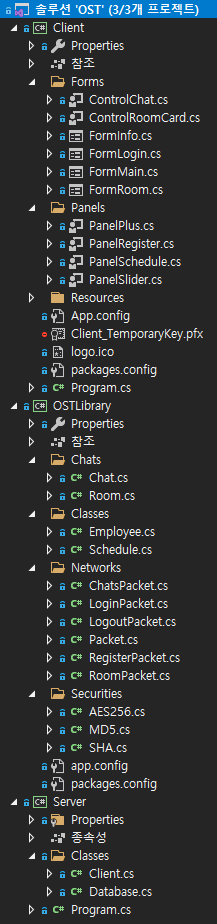 솔루션 'OST' (3/3개 프로젝트)
Client
Properties
참조
Forms
ControlChat.cs
ControlRoomCard.cs
FormInfo.cs
FormLogin.cs
FormMain.cs
FormRoom.cs
Panels
PanelPlus.cs
PanelRegister.cs
PanelSchedule.cs
PanelSlider.cs
Resources
App.config
Client_TemporaryKey.pfx
logo.ico
packages.config
Program.cs
OSTLibrary
Properties
참조
Chats
Chat.cs
Room.cs
Classes
Employee.cs
Schedule.cs
Networks
ChatsPacket.cs
LoginPacket.cs
LogoutPacket.cs
Packet.cs
RegisterPacket.cs
RoomPacket.cs
Securities
AES256.cs
MD5.cs
SHA.cs
app.config
packages.config
Server
Properties
종속성
Classes
Client.cs
Database.cs
Program.cs